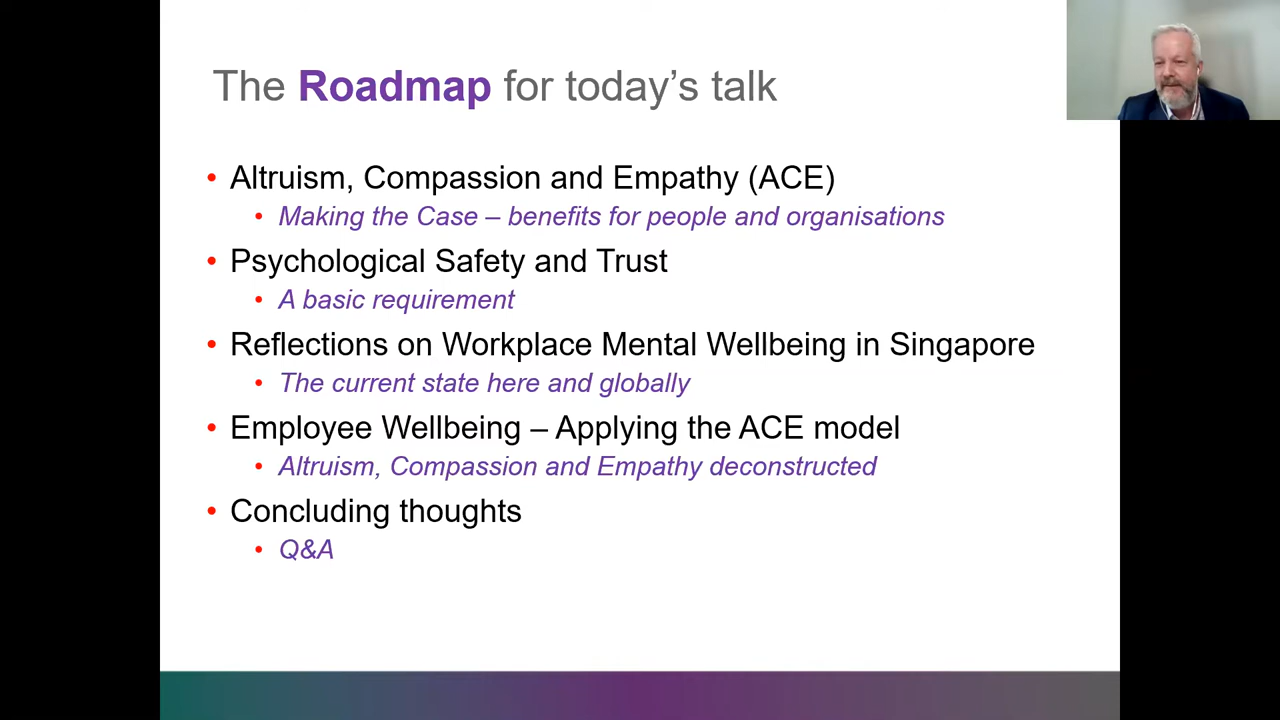 The Roadmap for today’s talk
• Altruism, Compassion and Empathy (ACE)
• Making the Case – benefits for people and organisations
• Psychological Safety and Trust
• A basic requirement
• Reflections on Workplace Mental Wellbeing in Singapore
• The current state here and globally
• Employee Wellbeing – Applying the ACE model
• Altruism, Compassion and Empathy deconstructed
• Concluding thoughts
• Q&A